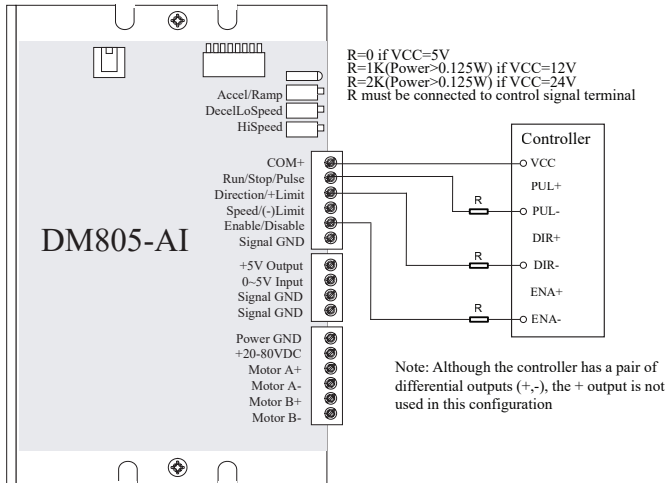 R=0 if VCC=5V
R=1K(Power>0.125W) if VCC=12V
R=2K(Power>0.125W) if VCC=24V
R must be connected to control signal terminal
Accel/Ramp
DecelLoSpeed
HiSpeed
Controller
COM+
VCC
Run/Stop/Pulse
PUL+
Direction/+Limit
R
PUL-
Speed/(-)Limit
Enable/Disable
DIR+
Signal GND
DM805-AI
R
DIR-
+5V Output
0~5V Input
ENA+
Signal GND
R
ENA-
Signal GND
Power GND
+20-80VDC
Motor A+
Motor A-
Motor B+
Motor B-
Note: Although the controller has a pair of
differential outputs (+,-), the + output is not
used in this configuration